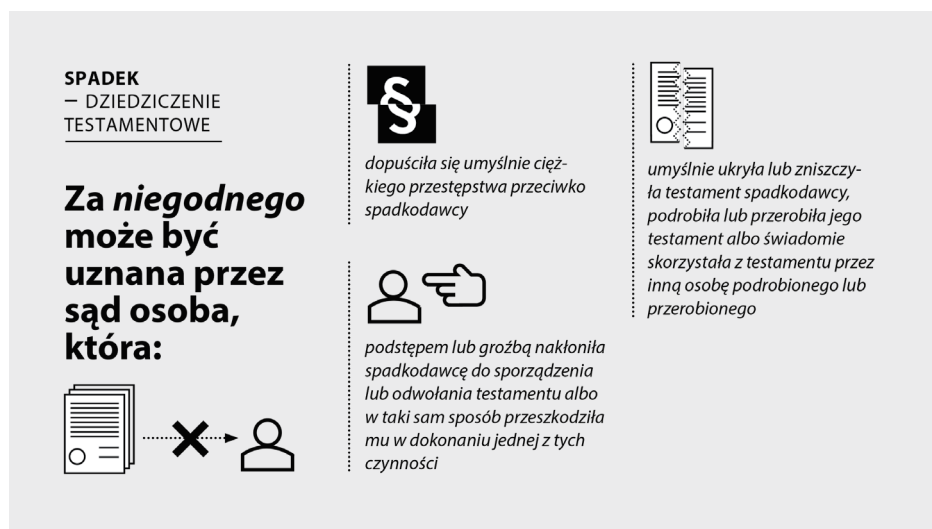 SPADEK
– DZIEDZICZENIE
TESTAMENTOWE
Za niegodnego
może być
uznana przez
sąd osoba,
która:
§
dopuściła się umyślnie cięż-
kiego przestępstwa przeciwko
spadkodawcy
podstępem lub groźbą nakłoniła
spadkodawcę do sporządzenia
lub odwołania testamentu albo
w taki sam sposób przeszkodziła
mu w dokonaniu jednej z tych
czynności
umyślnie ukryła lub zniszczy-
ła testament spadkodawcy,
podrobiła lub przerobiła jego
testament albo świadomie
skorzystała z testamentu przez
inną osobę podrobionego lub
przerobionego